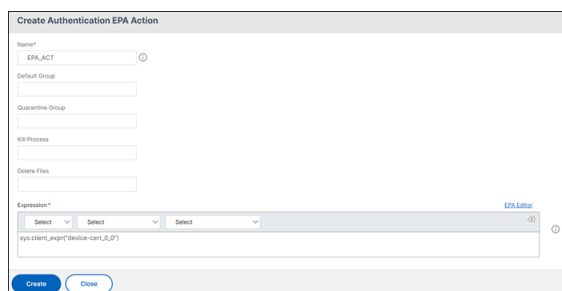 Create Authentication EPA Action
Name*
EPA_ACT
Default Group
Quarantine Group
Kill Process
Delete Files
Expression*
EPA Editor
Select Select Select
sys.client_expr("device-cert_0_0")
Create Close